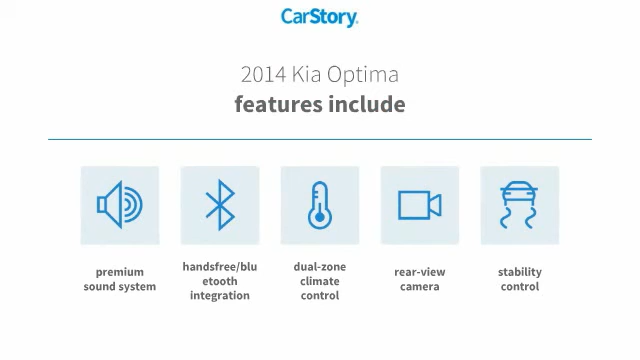 CarStory
2014 Kia Optima
features include
premium
sound system
handsfree/blu
etooth
integration
dual-zone
climate
control
rear-view
camera
stability
control